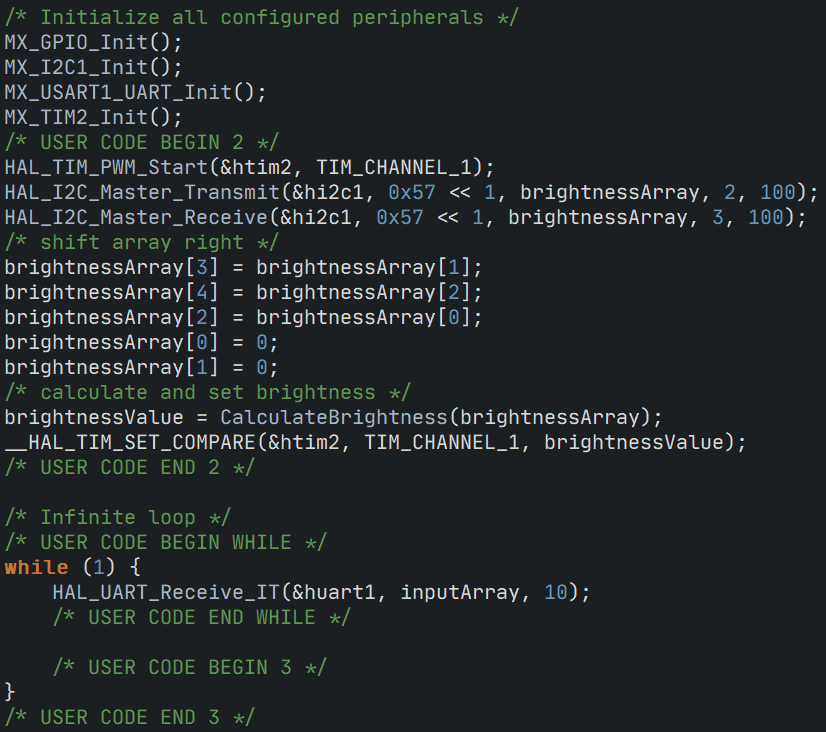 /* Initialize all configured peripherals */
MX_GPIO_Init();
MX_I2C1_Init();
MX_USART1_UART_Init();
MX_TIM2_Init();
/* USER CODE BEGIN 2 */
HAL_TIM_PWM_Start(&htim2, TIM_CHANNEL_1);
HAL_I2C_Master_Transmit(&hi2c1, 0x57 << 1, brightnessArray, 2, 100);
HAL_I2C_Master_Receive(&hi2c1, 0x57 << 1, brightnessArray, 3, 100);
/* shift array right */
brightnessArray[3] = brightnessArray[1];
brightnessArray[4] = brightnessArray[2];
brightnessArray[2] = brightnessArray[0];
brightnessArray[0] = 0;
brightnessArray[1] = 0;
/* calculate and set brightness */
brightnessValue = CalculateBrightness(brightnessArray);
__HAL_TIM_SET_COMPARE(&htim2, TIM_CHANNEL_1, brightnessValue);
/* USER CODE END 2 */

/* Infinite loop */
/* USER CODE BEGIN WHILE */
while (1) {
    HAL_UART_Receive_IT(&huart1, inputArray, 10);
    /* USER CODE END WHILE */

    /* USER CODE BEGIN 3 */
}
/* USER CODE END 3 */